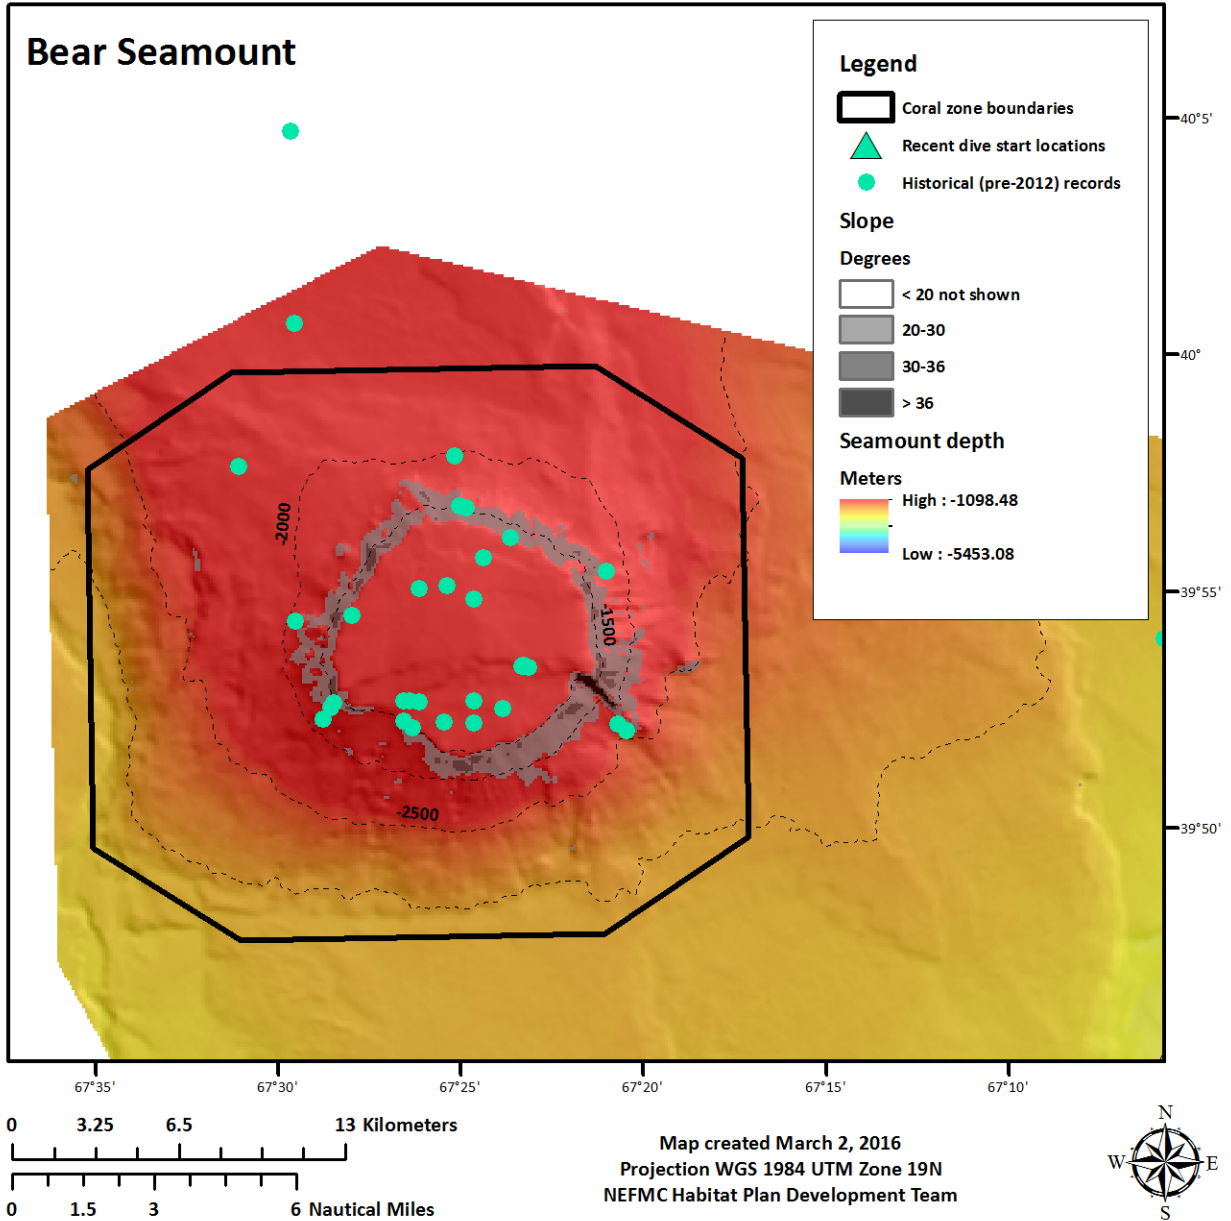 Bear Seamount
Legend
Coral zone boundaries
Recent dive start locations
Historical (pre-2012) records
Slope
Degrees
< 20 not shown
20-30
30-36
> 36
Seamount depth
Meters
High : -1098.48
Low : -5453.08
40°5'
40°
39°55'
39°50'
-2000
-1500
-2500
67°35'
67°30'
67°25'
67°20'
67°15'
67°10'
0 3.25 6.5 13 Kilometers
0 1.5 3 6 Nautical Miles
Map created March 2, 2016
Projection WGS 1984 UTM Zone 19N
NEFMC Habitat Plan Development Team
N
W E
S